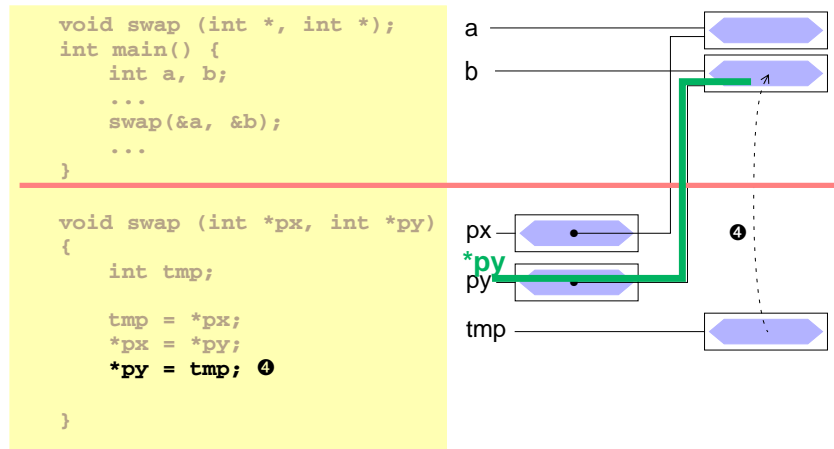 void swap (int *, int *);
int main() {
    int a, b;
    ...
    swap(&a, &b);
    ...
}
void swap (int *px, int *py)
{
    int tmp;
    tmp = *px;
    *px = *py;
    *py = tmp; ❹
}
a
b
px
*py
py
tmp
❹